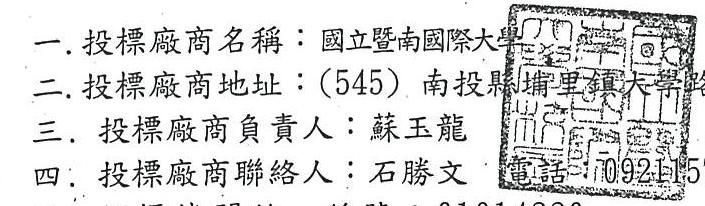 一. 投標廠商名稱：國立暨南國際大學
二. 投標廠商地址：(545) 南投縣埔里鎮大學路
三. 投標廠商負責人：蘇玉龍
四. 投標廠商聯絡人：石勝文 電話：0921157